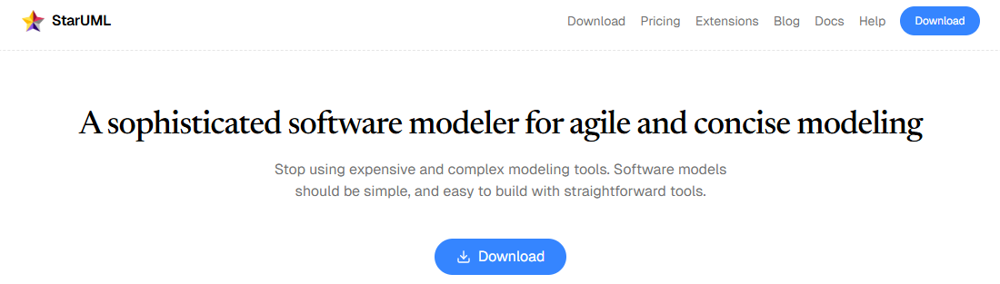 StarUML
Download Pricing Extensions Blog Docs Help Download
A sophisticated software modeler for agile and concise modeling
Stop using expensive and complex modeling tools. Software models
should be simple, and easy to build with straightforward tools.
Download